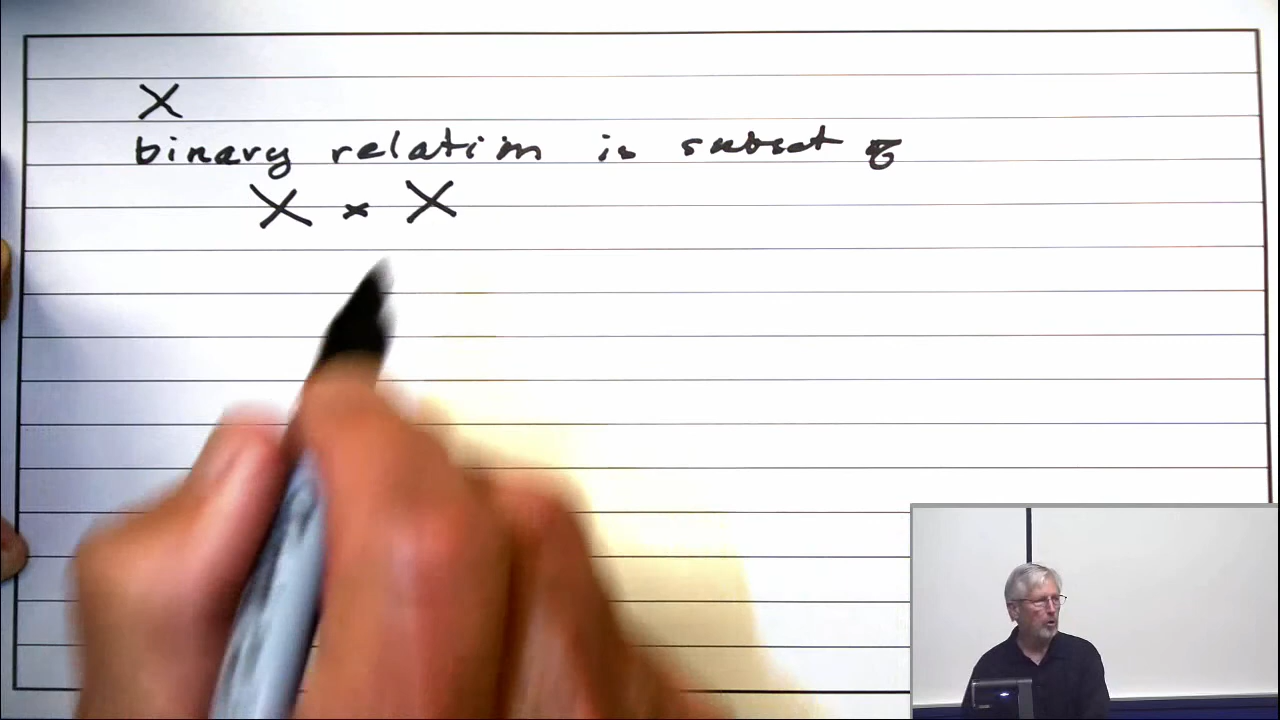 X
binary relation is subset of
X × X